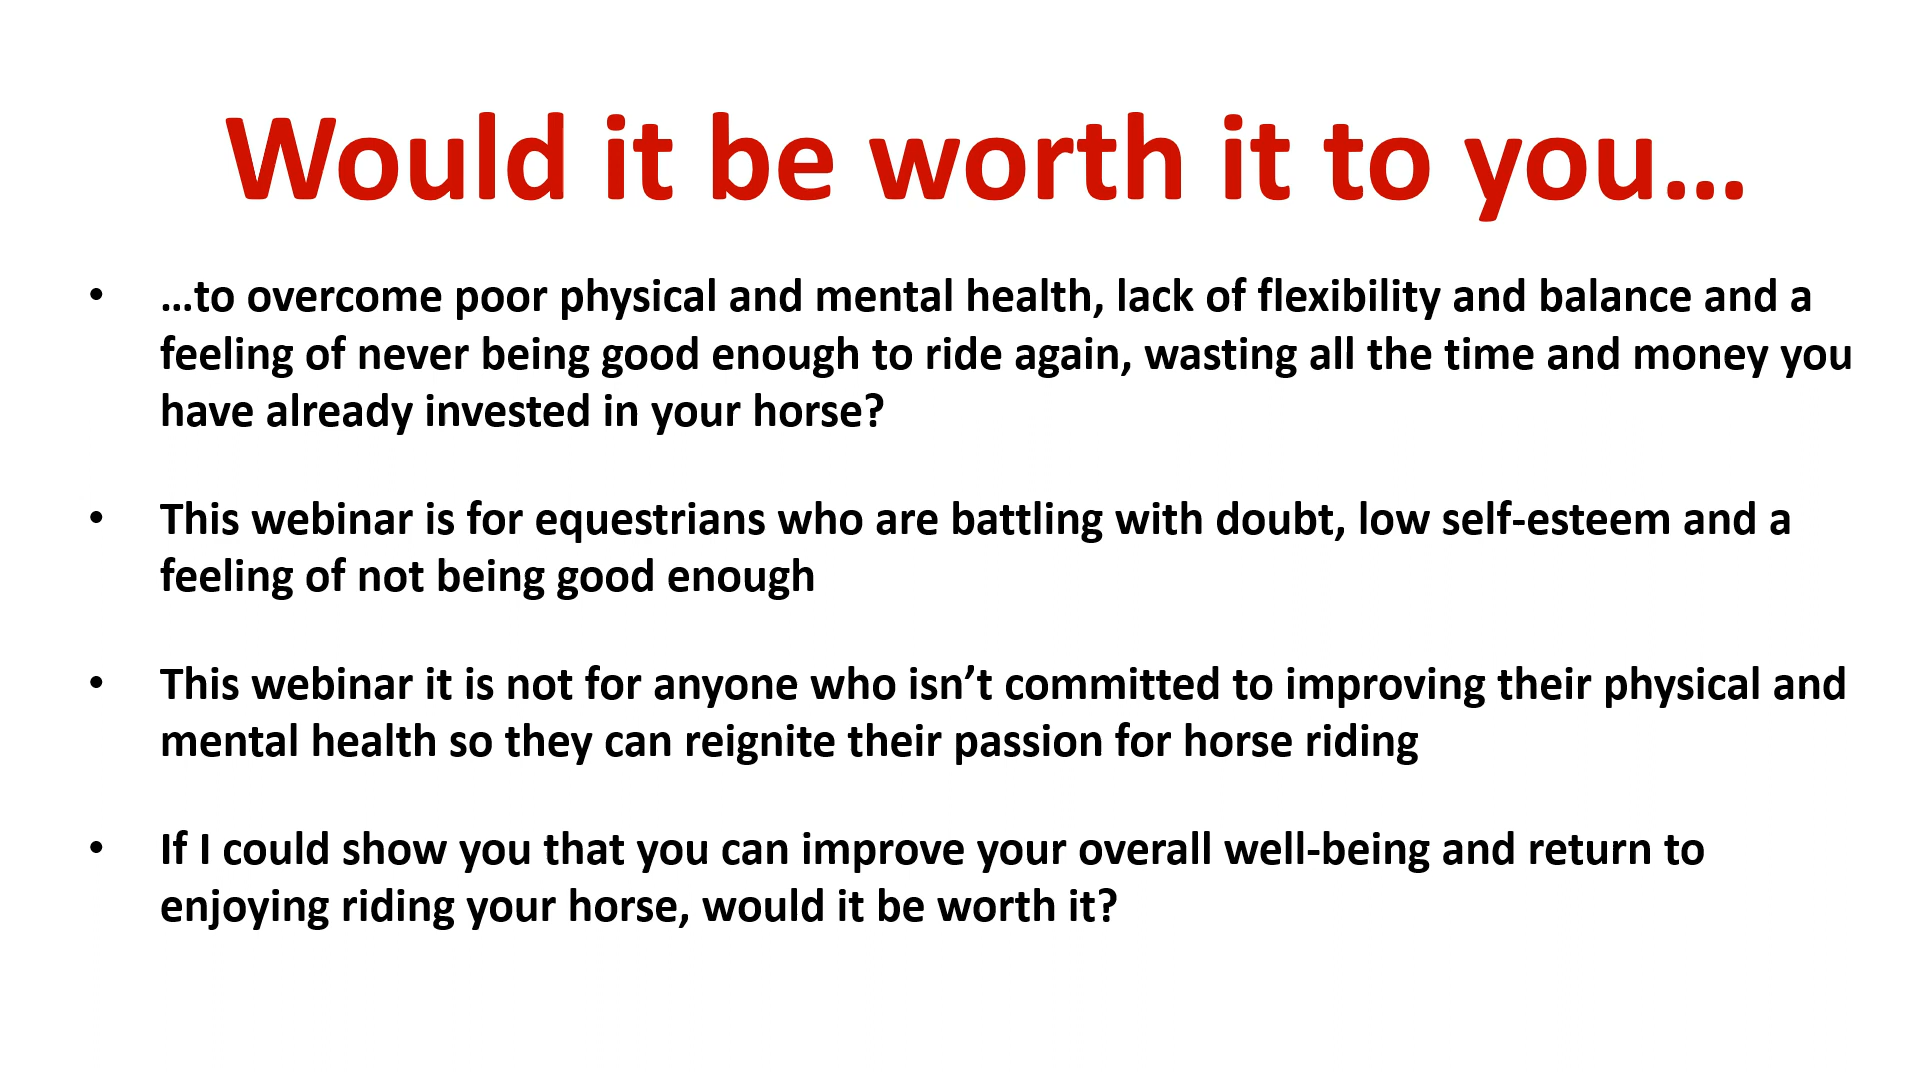 Would it be worth it to you...
• ...to overcome poor physical and mental health, lack of flexibility and balance and a
feeling of never being good enough to ride again, wasting all the time and money you
have already invested in your horse?
• This webinar is for equestrians who are battling with doubt, low self-esteem and a
feeling of not being good enough
• This webinar it is not for anyone who isn’t committed to improving their physical and
mental health so they can reignite their passion for horse riding
• If I could show you that you can improve your overall well-being and return to
enjoying riding your horse, would it be worth it?